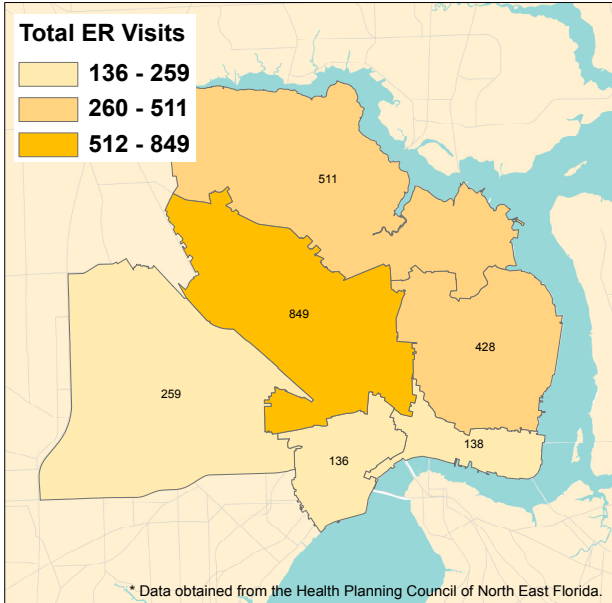 Total ER Visits
136 - 259
260 - 511
512 - 849
511
849
428
259
138
136
* Data obtained from the Health Planning Council of North East Florida.